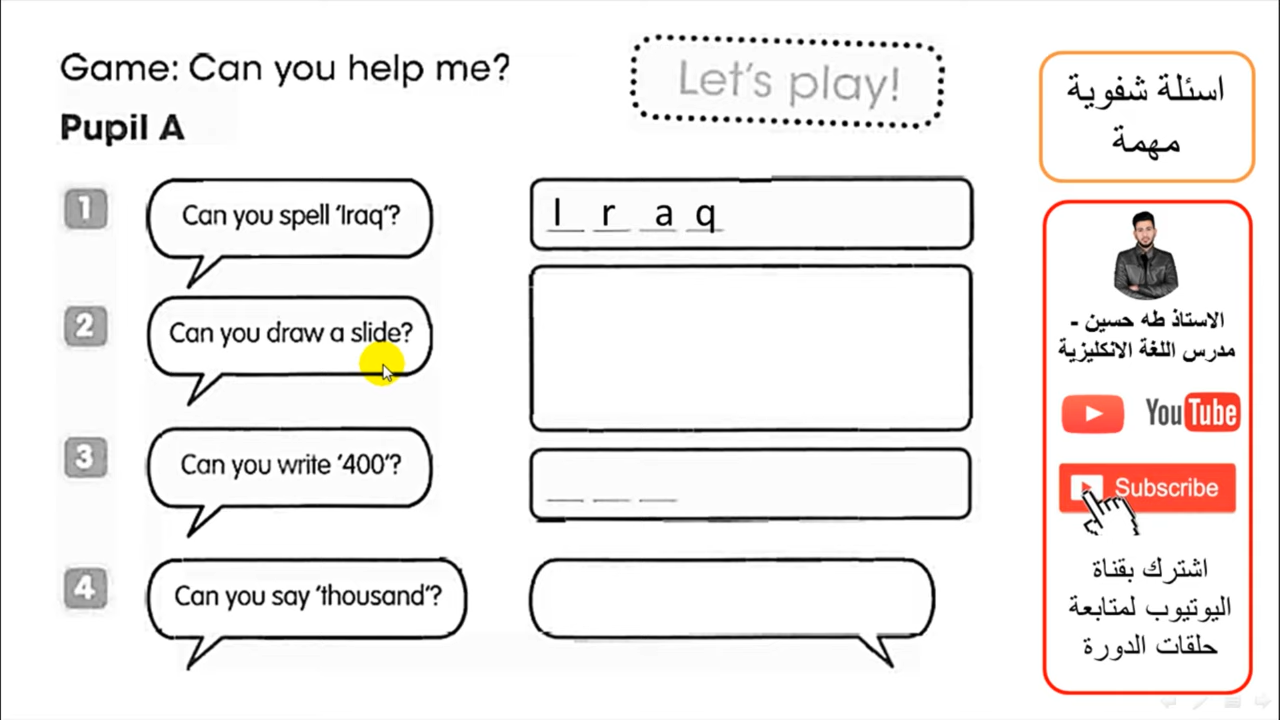 Game: Can you help me?
Let's play!
Pupil A
1
Can you spell 'Iraq'?
I r a q
2
Can you draw a slide?
3
Can you write '400'?
4
Can you say 'thousand'?
اسئلة شفوية
مهمة
الاستاذ طه حسين -
مدرس اللغة الانكليزية
YouTube
Subscribe
اشترك بقناة
اليوتيوب لمتابعة
حلقات الدورة